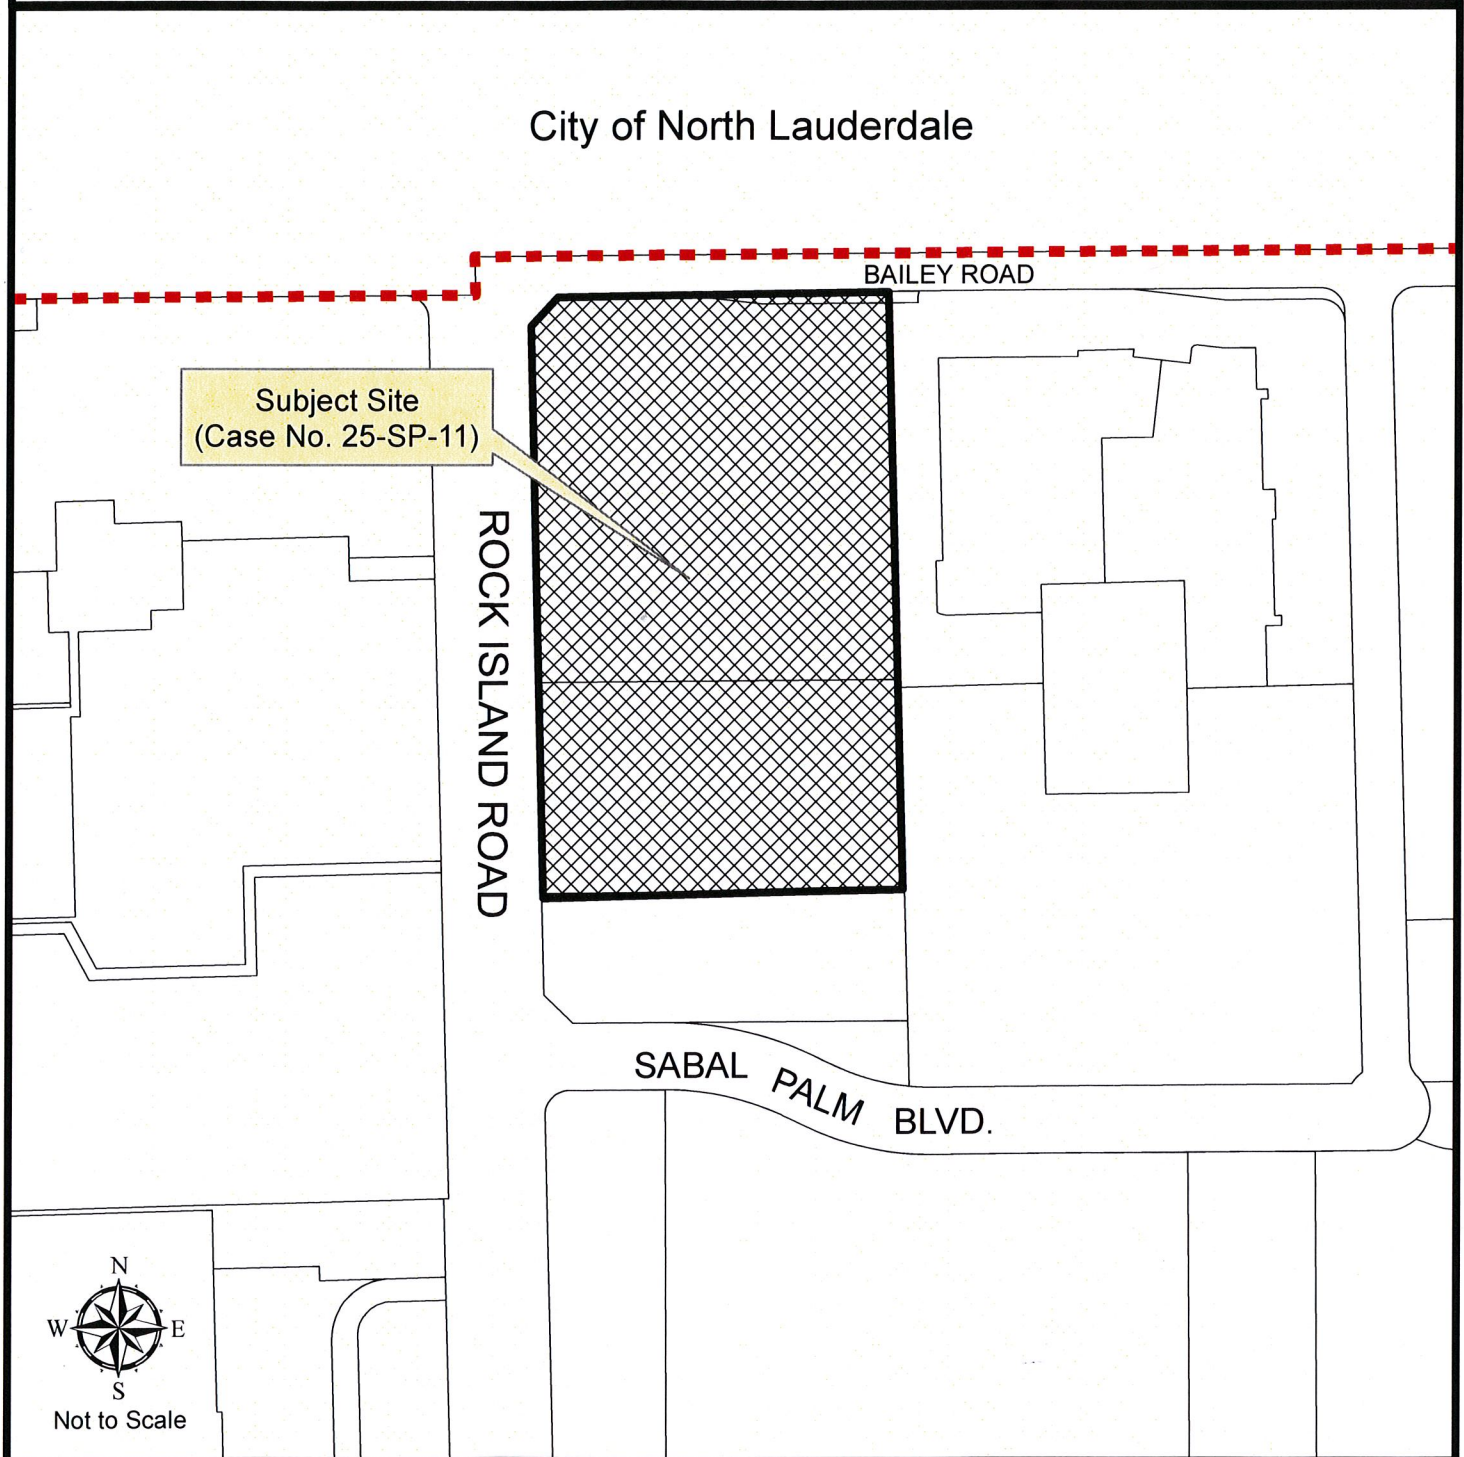 City of North Lauderdale
BAILEY ROAD
Subject Site
(Case No. 25-SP-11)
ROCK ISLAND ROAD
SABAL PALM BLVD.
N
W E
S
Not to Scale